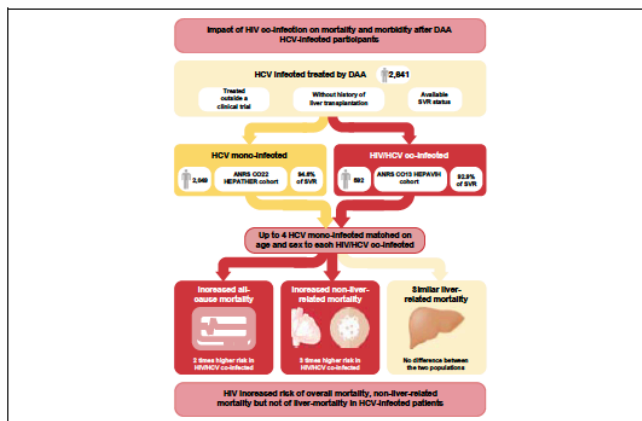 Impact of HIV co-infection on mortality and morbidity after DAA
HCV-infected participants
HCV infected treated by DAA 2,641
Treated
outside a
clinical trial
Without history of
liver transplantation
Available
SVR status
HCV mono-infected
2,049
ANRS CO22
HEPATHER cohort
94.6%
of SVR
HIV/HCV co-infected
592
ANRS CO13 HEPAVIH
cohort
92.9%
of SVR
Up to 4 HCV mono-infected matched on
age and sex to each HIV/HCV co-infected
Increased all-
cause mortality
2 times higher risk in
HIV/HCV co-infected
Increased non-liver-
related mortality
3 times higher risk in
HIV/HCV co-infected
Similar liver-
related mortality
No difference between
the two populations
HIV increased risk of overall mortality, non-liver-related
mortality but not of liver-mortality in HCV-infected patients